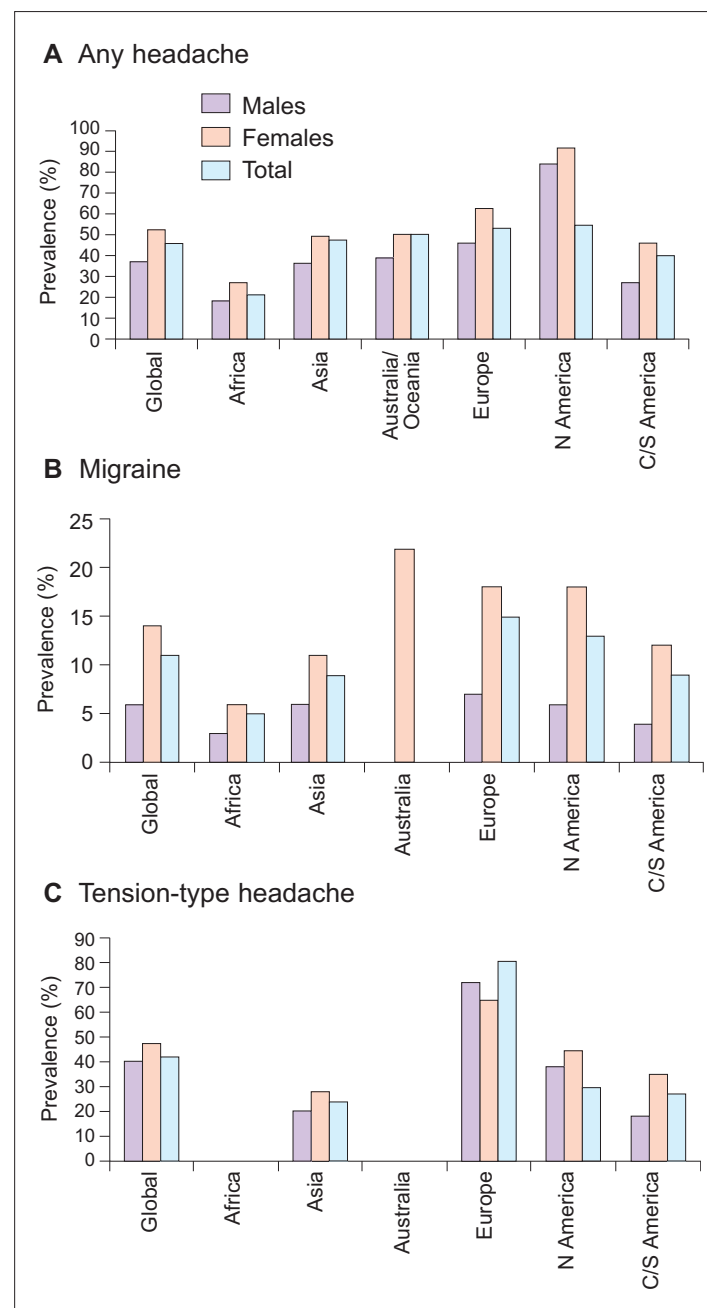 A Any headache
Males
Females
Total
Prevalence (%)
100
90
80
70
60
50
40
30
20
10
0
Global
Africa
Asia
Australia/
Oceania
Europe
N America
C/S America
B Migraine
Prevalence (%)
25
20
15
10
5
0
Global
Africa
Asia
Australia
Europe
N America
C/S America
C Tension-type headache
Prevalence (%)
90
80
70
60
50
40
30
20
10
0
Global
Africa
Asia
Australia
Europe
N America
C/S America